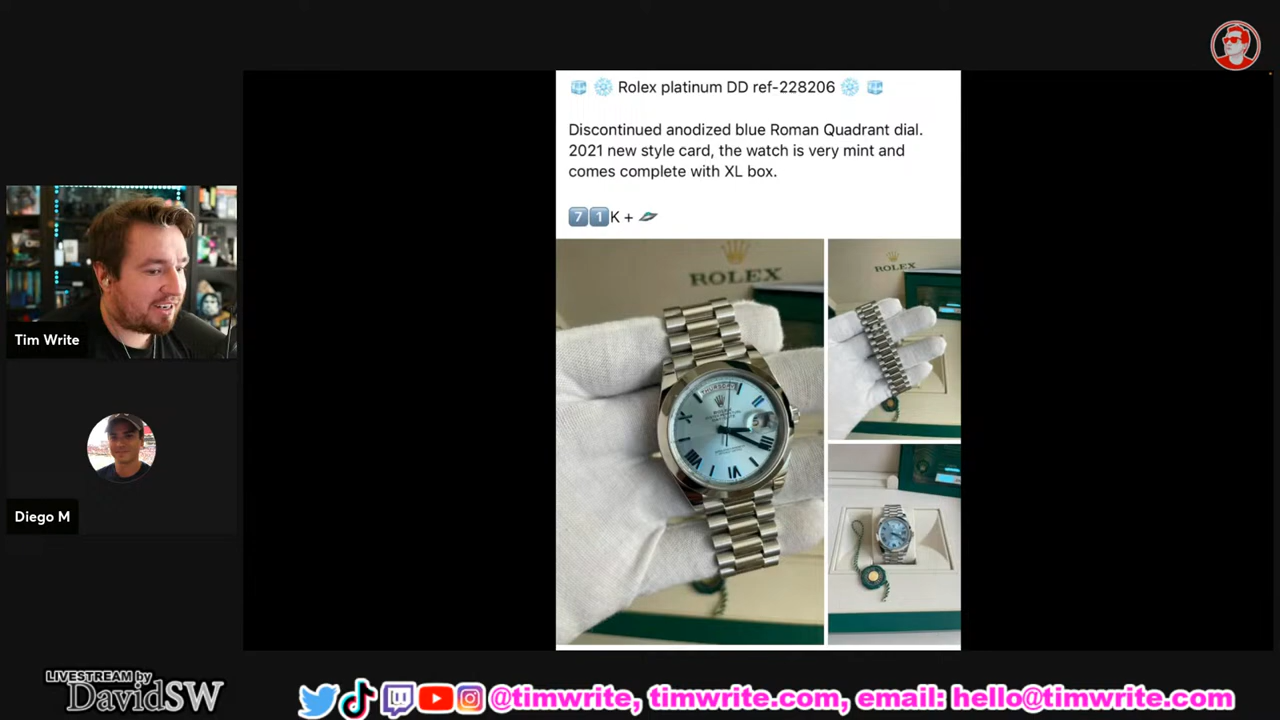 Rolex platinum DD ref-228206
Discontinued anodized blue Roman Quadrant dial.
2021 new style card, the watch is very mint and
comes complete with XL box.
71K +
ROLEX
ROLEX
THURSDAY
Tim Write
Diego M
LIVESTREAM by
DavidSW
@timwrite, timwrite.com, email: hello@timwrite.com